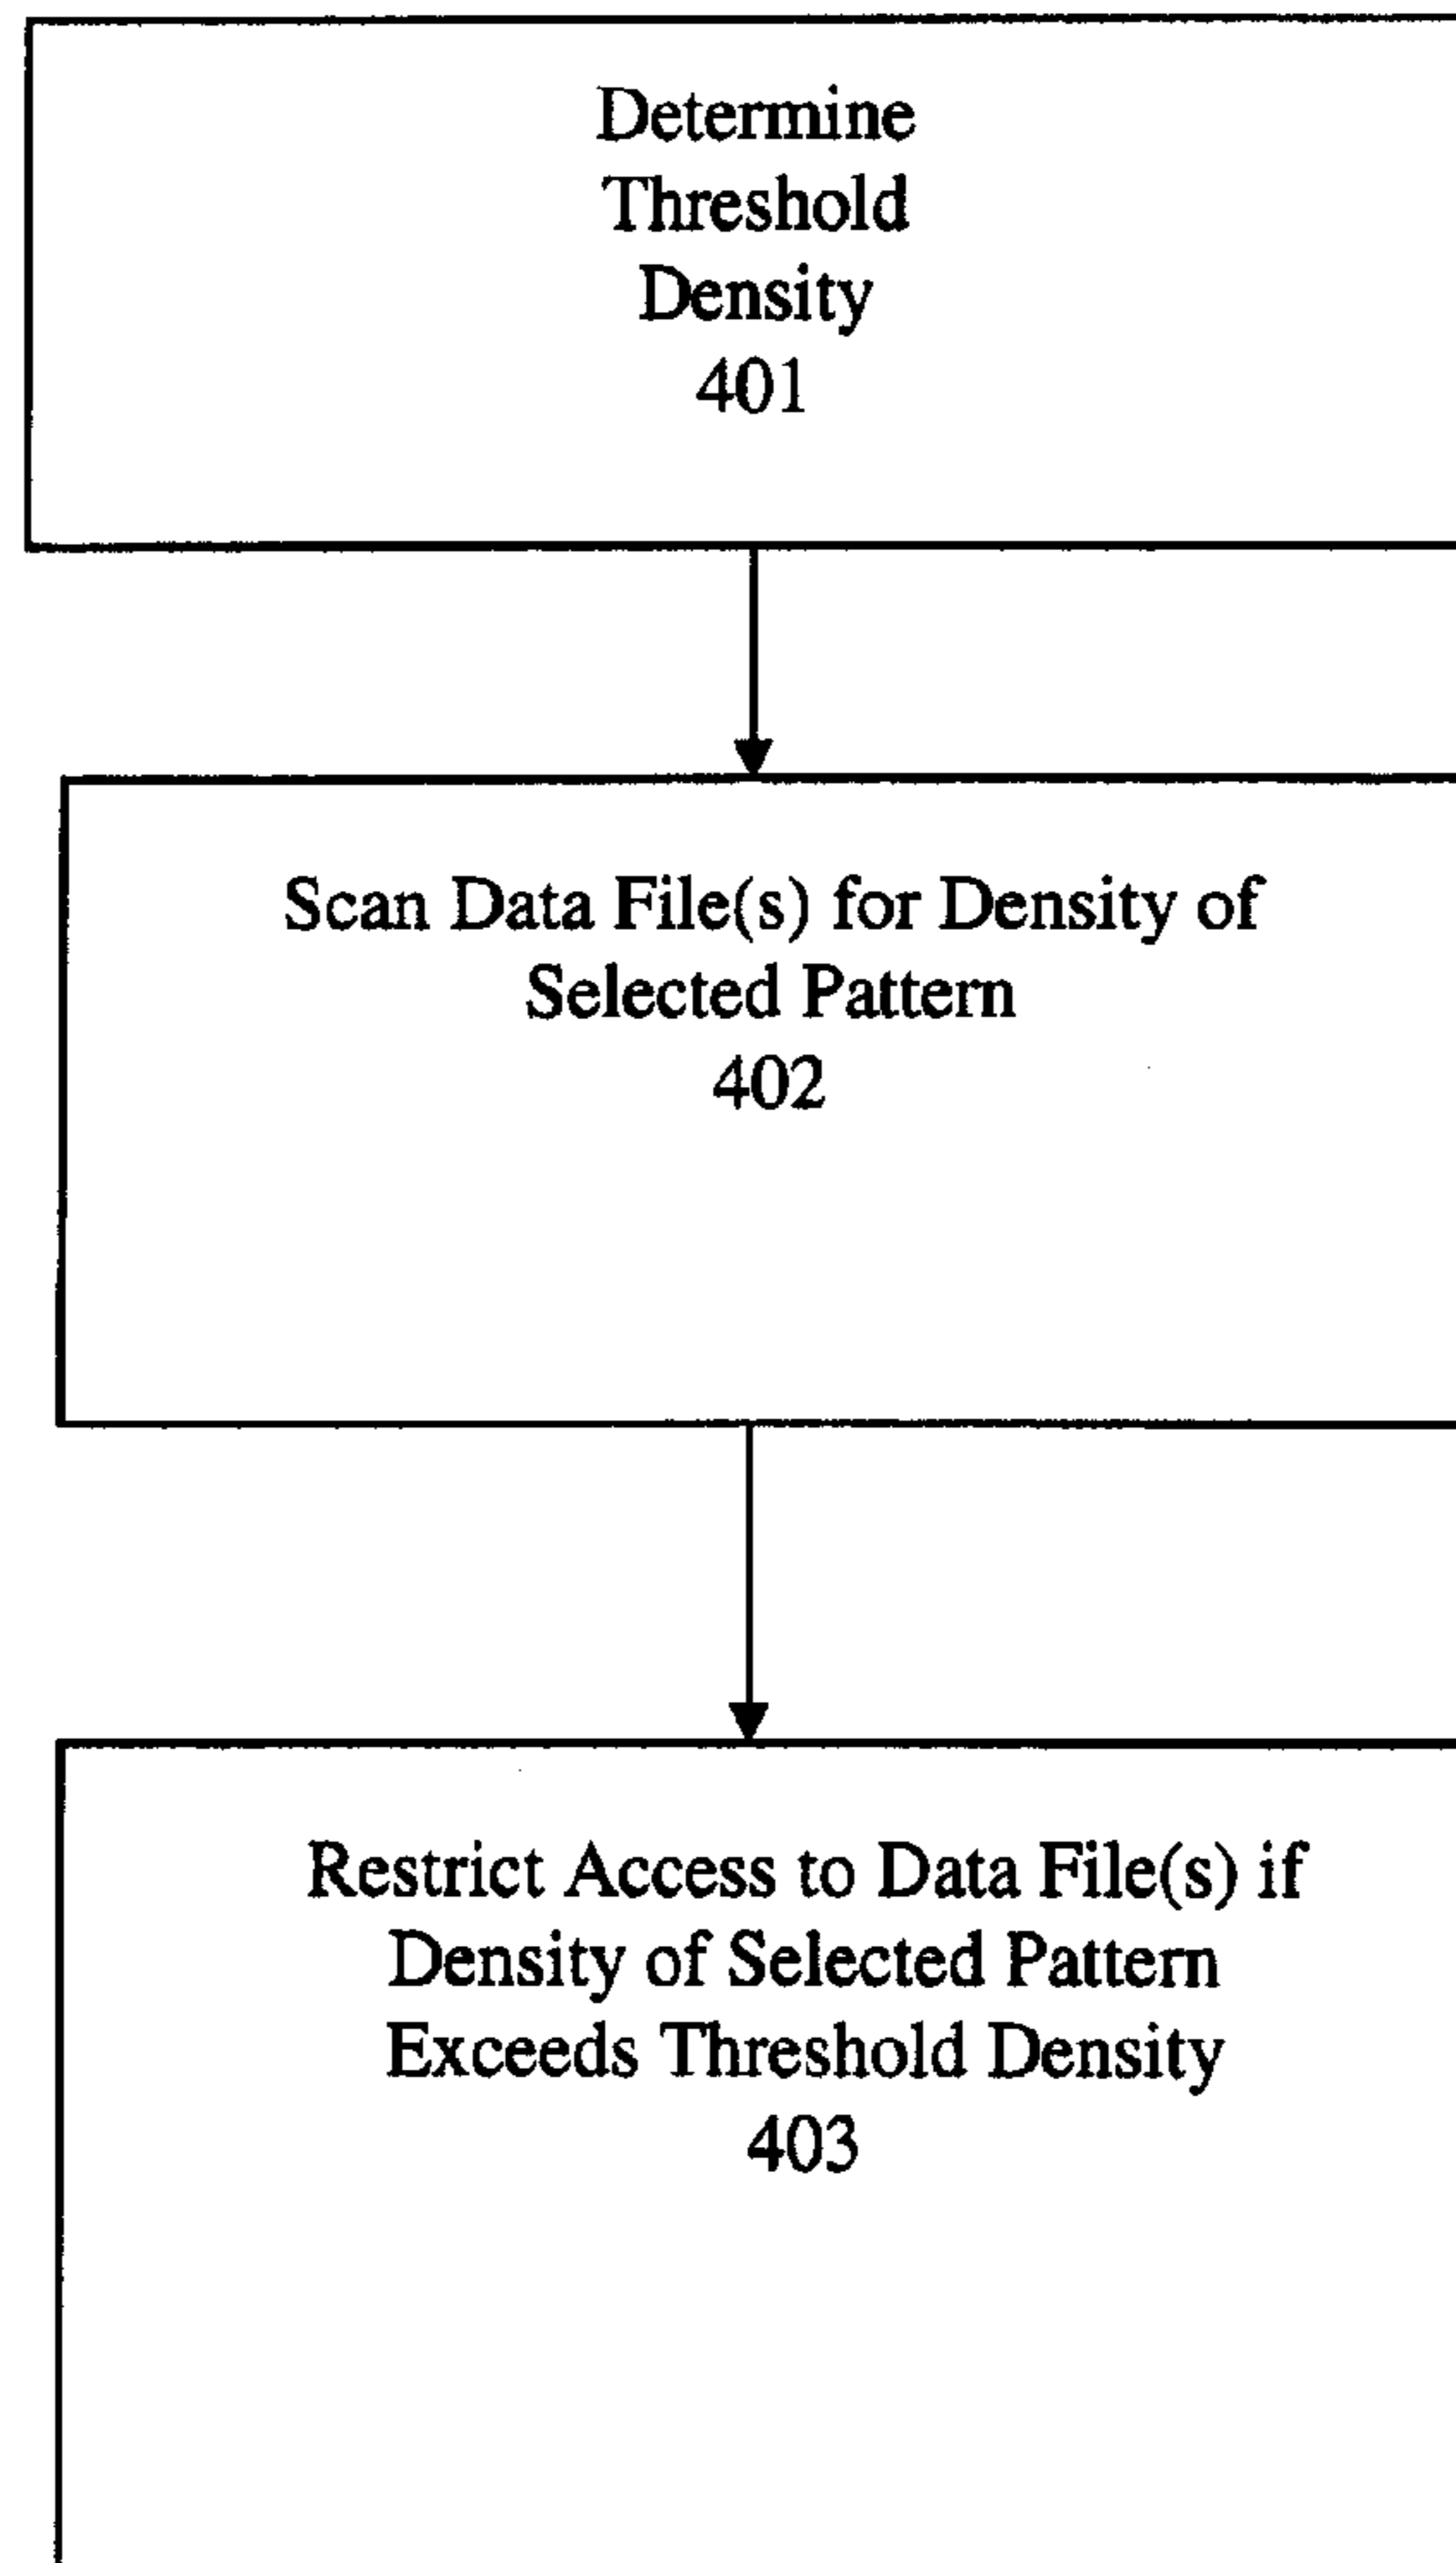 Determine
Threshold
Density
401
Scan Data File(s) for Density of
Selected Pattern
402
Restrict Access to Data File(s) if
Density of Selected Pattern
Exceeds Threshold Density
403